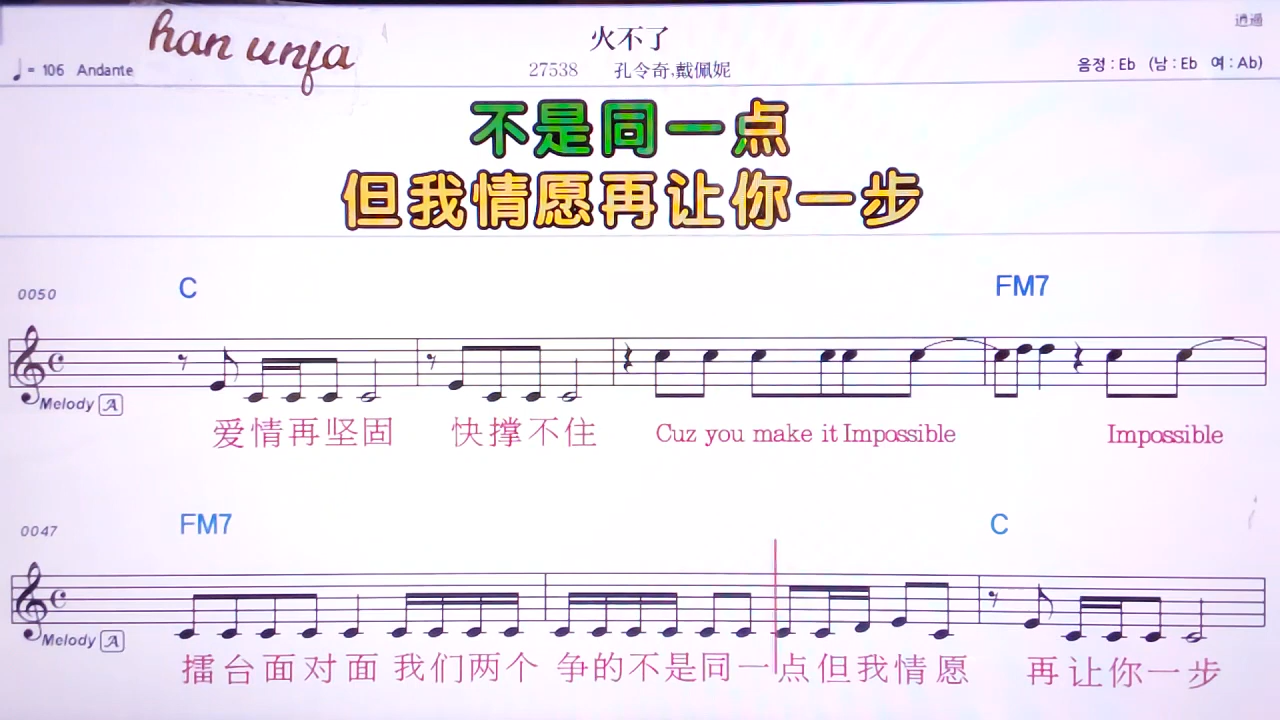 逍遥
han unfa
火不了
♩= 106 Andante
27538 孔令奇,戴佩妮
음정 : Eb (남 : Eb 여 : Ab)
不是同一点
但我情愿再让你一步
0050
C FM7
Melody A
爱情再坚固 快撑不住 Cuz you make it Impossible Impossible
0047
FM7 C
Melody A
擂台面对面 我们两个 争的不是同一点但我情愿 再让你一步